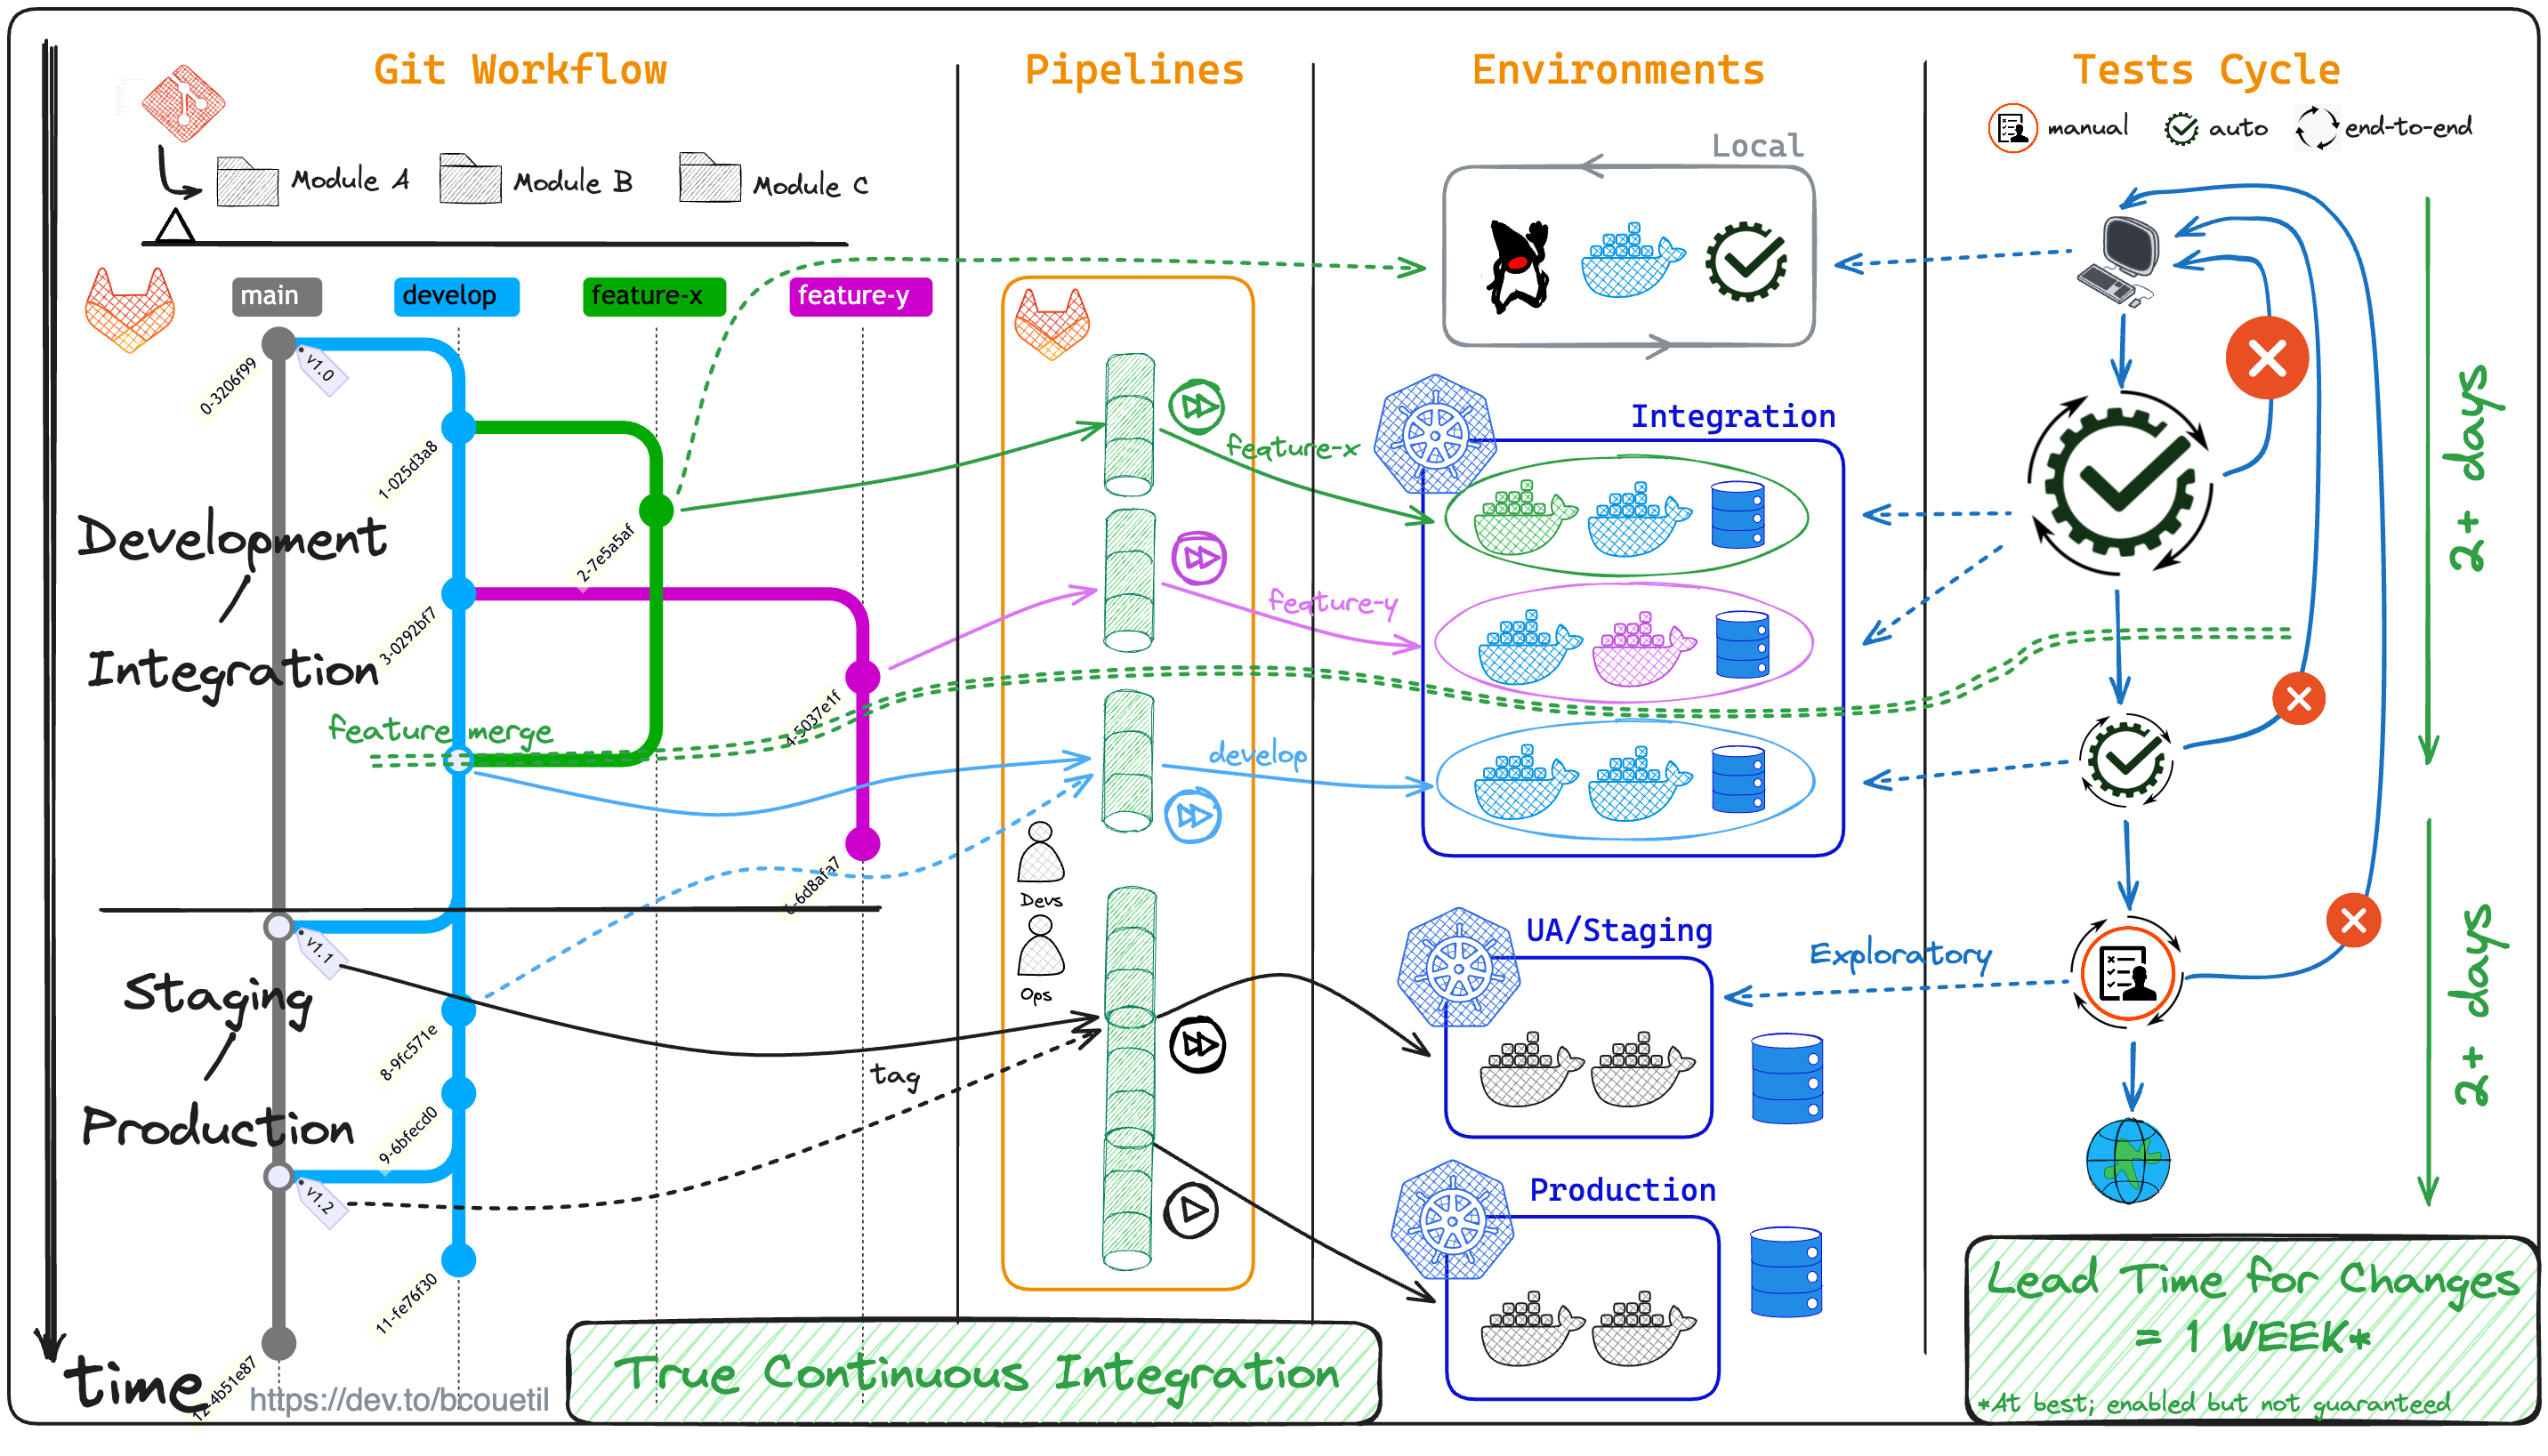 Git Workflow
Pipelines
Environments
Tests Cycle
manual
auto
end-to-end
Module A
Module B
Module C
Local
main
develop
feature-x
feature-y
v1.0
0-3206f99
1-025d3a8
Integration
feature-x
2+ days
Development
2-7e5a5af
feature-y
3-0292bf7
Integration
4-5037e1f
feature merge
develop
6-6d8afa7
Devs
v1.1
UA/Staging
Exploratory
Staging
Ops
2+ days
8-9fc571e
tag
Production
9-6bfecd0
v1.2
Production
11-fe76f30
Lead Time for Changes
= 1 WEEK*
*At best; enabled but not guaranteed
time
12-4b51e87
https://dev.to/bcouetil
True Continuous Integration